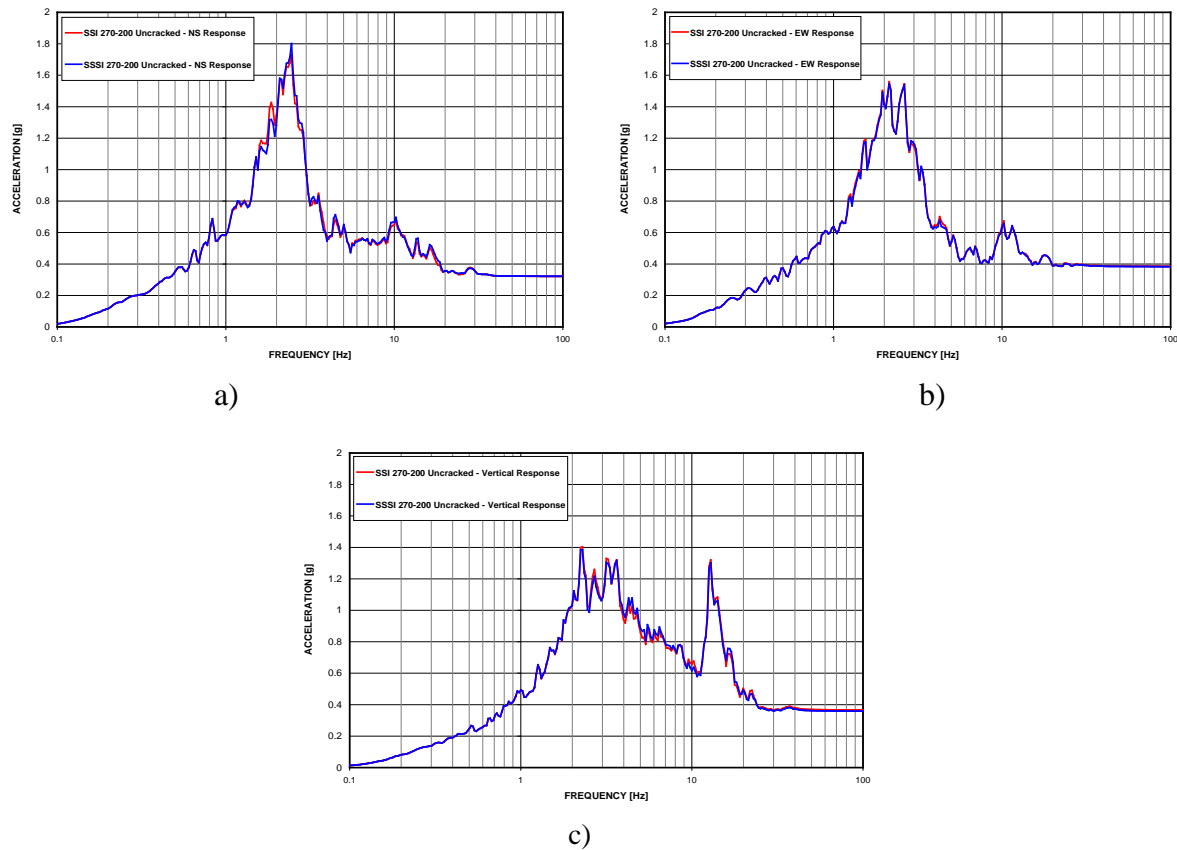 2
1.8
1.6
1.4
1.2
1
0.8
0.6
0.4
0.2
0
ACCELERATION [g]
SSI 270-200 Uncracked - NS Response
SSSI 270-200 Uncracked - NS Response
0.1 1 10 100
FREQUENCY [Hz]
a)
2
1.8
1.6
1.4
1.2
1
0.8
0.6
0.4
0.2
0
ACCELERATION [g]
SSI 270-200 Uncracked - EW Response
SSSI 270-200 Uncracked - EW Response
0.1 1 10 100
FREQUENCY [Hz]
b)
2
1.8
1.6
1.4
1.2
1
0.8
0.6
0.4
0.2
0
ACCELERATION [g]
SSI 270-200 Uncracked - Vertical Response
SSSI 270-200 Uncracked - Vertical Response
0.1 1 10 100
FREQUENCY [Hz]
c)